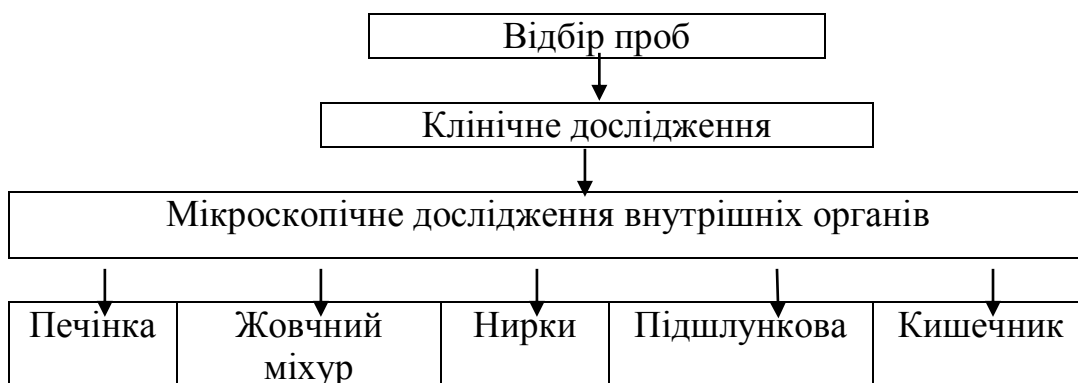 Відбір проб
Клінічне дослідження
Мікроскопічне дослідження внутрішніх органів
Печінка
Жовчний
міхур
Нирки
Підшлункова
Кишечник